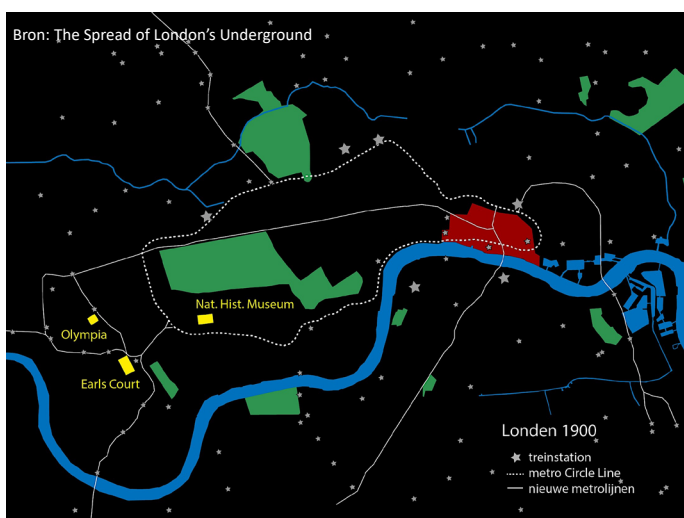 Bron: The Spread of London’s Underground
Nat. Hist. Museum
Olympia
Earls Court
Londen 1900
treinstation
metro Circle Line
nieuwe metrolijnen